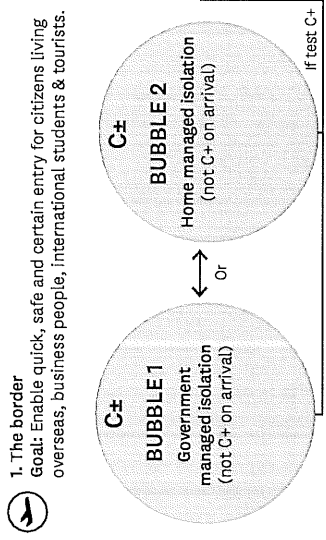 1. The border
Goal: Enable quick, safe and certain entry for citizens living
overseas, business people, international students & tourists.
C±
BUBBLE 1
Government
managed isolation
(not C+ on arrival)
Or
C±
BUBBLE 2
Home managed isolation
(not C+ on arrival)
If test C+